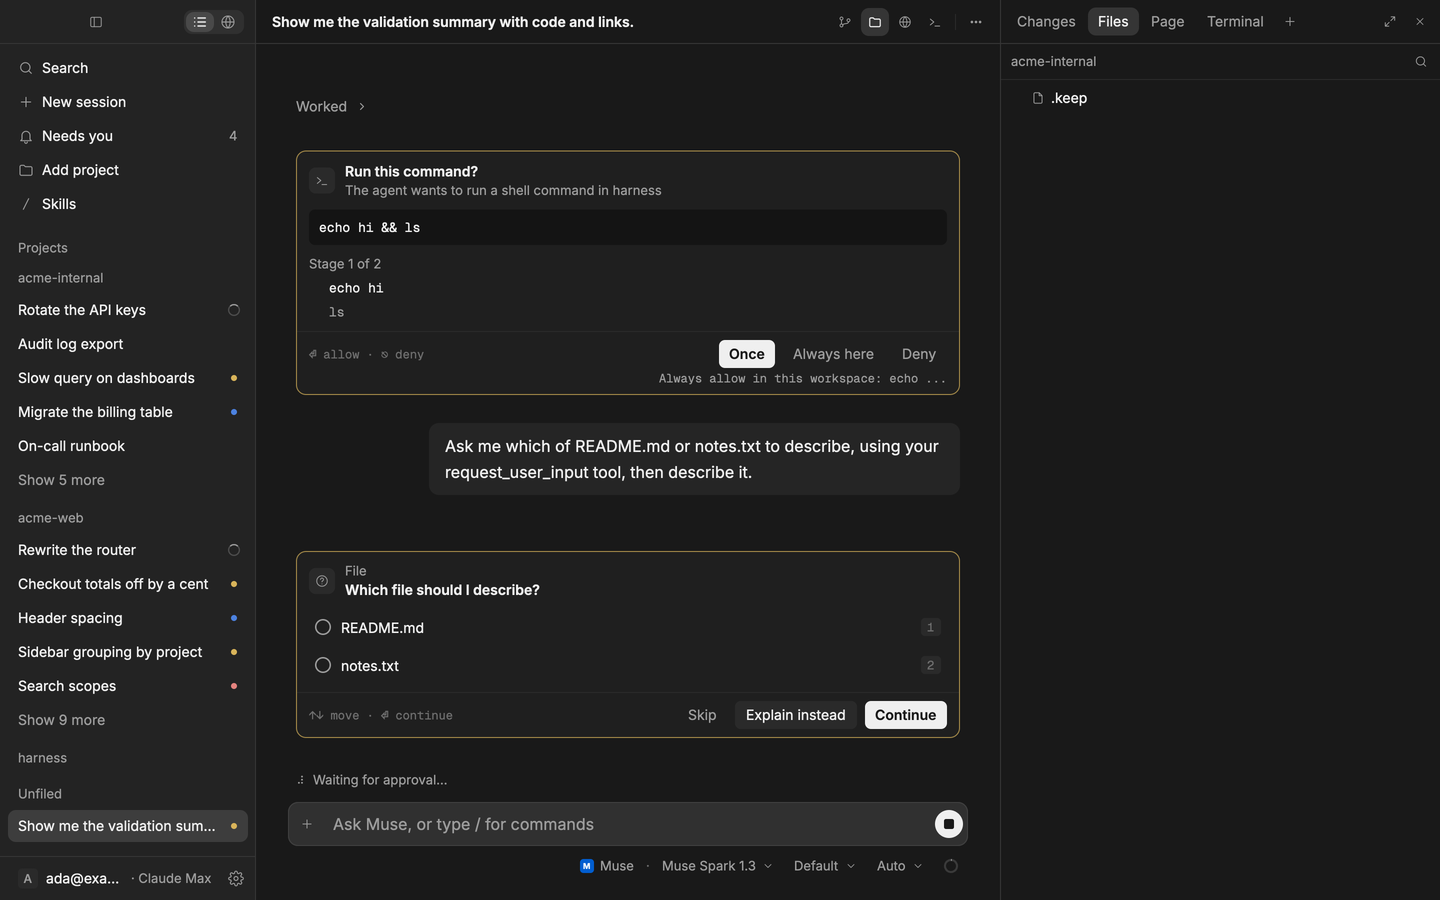 Search
New session
Needs you 4
Add project
Skills
Projects
acme-internal
Rotate the API keys
Audit log export
Slow query on dashboards
Migrate the billing table
On-call runbook
Show 5 more
acme-web
Rewrite the router
Checkout totals off by a cent
Header spacing
Sidebar grouping by project
Search scopes
Show 9 more
harness
Unfiled
Show me the validation sum...
A ada@exa... · Claude Max
Show me the validation summary with code and links.
Worked
Run this command?
The agent wants to run a shell command in harness
echo hi && ls
Stage 1 of 2
echo hi
ls
allow · deny
Once Always here Deny
Always allow in this workspace: echo ...
Ask me which of README.md or notes.txt to describe, using your
request_user_input tool, then describe it.
File
Which file should I describe?
README.md 1
notes.txt 2
move · continue
Skip Explain instead Continue
Waiting for approval...
Ask Muse, or type / for commands
M Muse · Muse Spark 1.3 Default Auto
Changes Files Page Terminal
acme-internal
.keep